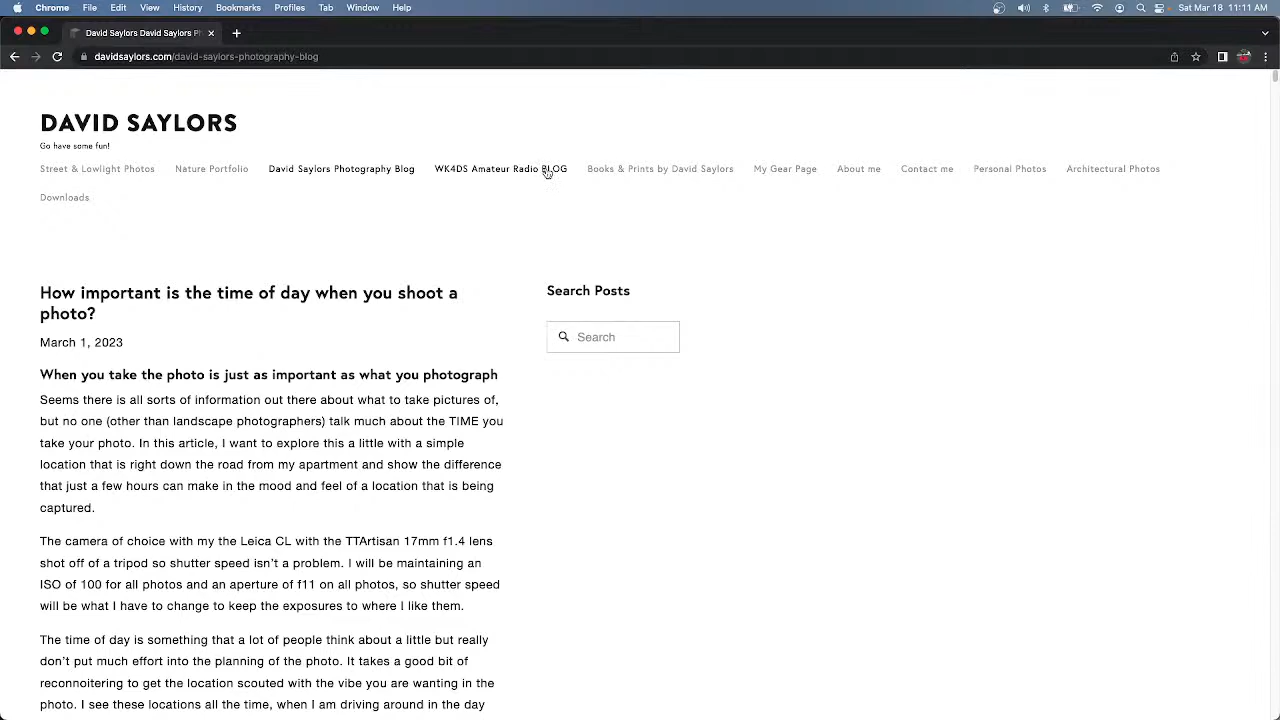 Chrome File Edit View History Bookmarks Profiles Tab Window Help Sat Mar 18 11:11 AM
David Saylors David Saylors Ph
davidsaylors.com/david-saylors-photography-blog
DAVID SAYLORS
Go have some fun!
Street & Lowlight Photos Nature Portfolio David Saylors Photography Blog WK4DS Amateur Radio BLOG Books & Prints by David Saylors My Gear Page About me Contact me Personal Photos Architectural Photos
Downloads
How important is the time of day when you shoot a
photo?
March 1, 2023
When you take the photo is just as important as what you photograph
Seems there is all sorts of information out there about what to take pictures of,
but no one (other than landscape photographers) talk much about the TIME you
take your photo. In this article, I want to explore this a little with a simple
location that is right down the road from my apartment and show the difference
that just a few hours can make in the mood and feel of a location that is being
captured.
The camera of choice with my the Leica CL with the TTArtisan 17mm f1.4 lens
shot off of a tripod so shutter speed isn’t a problem. I will be maintaining an
ISO of 100 for all photos and an aperture of f11 on all photos, so shutter speed
will be what I have to change to keep the exposures to where I like them.
The time of day is something that a lot of people think about a little but really
don’t put much effort into the planning of the photo. It takes a good bit of
reconnoitering to get the location scouted with the vibe you are wanting in the
photo. I see these locations all the time, when I am driving around in the day
Search Posts
Search